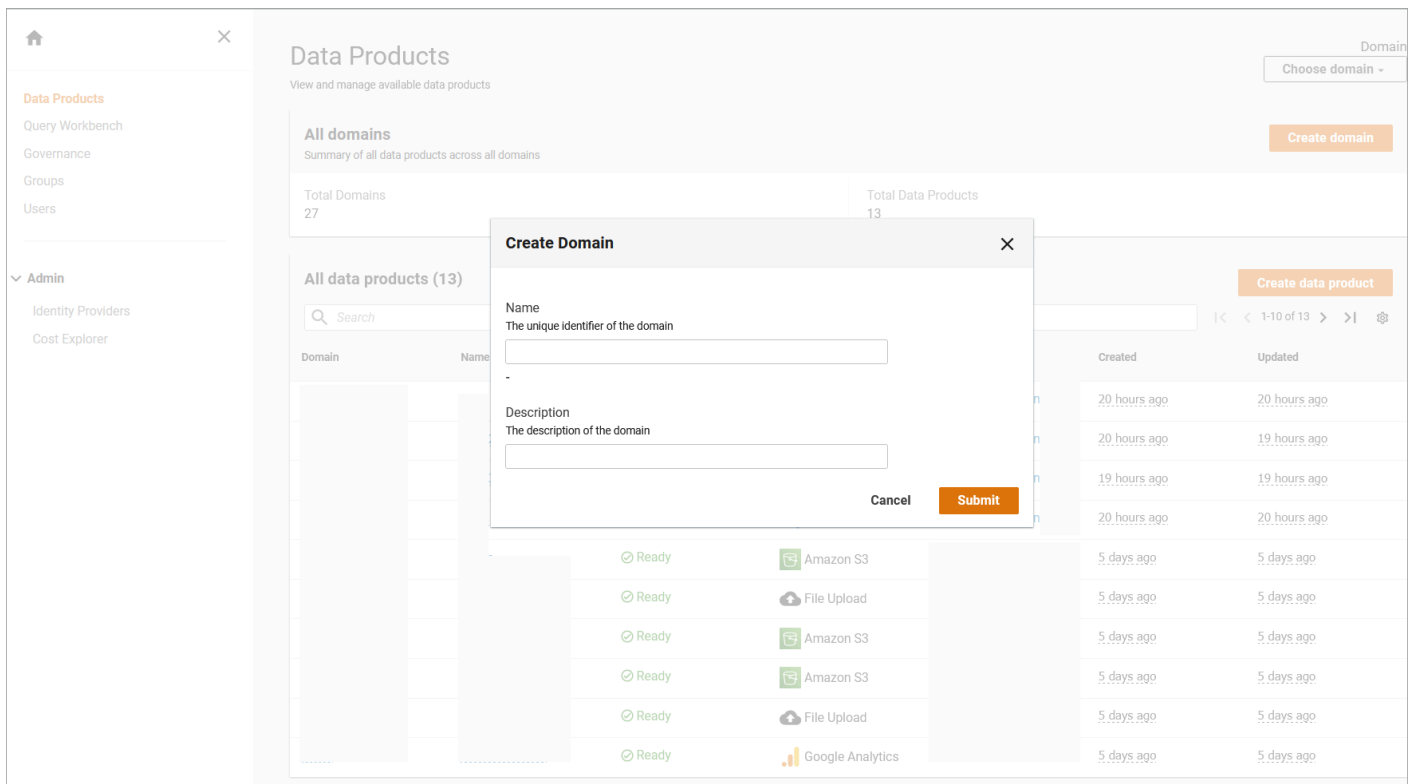 Data Products
View and manage available data products
Domain
Choose domain
Data Products
Query Workbench
Governance
Groups
Users
Admin
Identity Providers
Cost Explorer
All domains
Summary of all data products across all domains
Create domain
Total Domains
27
Total Data Products
13
Create Domain
Name
The unique identifier of the domain
-
Description
The description of the domain
Cancel Submit
All data products (13)
Create data product
Search
1-10 of 13
Domain Name Created Updated
20 hours ago 20 hours ago
20 hours ago 19 hours ago
19 hours ago 19 hours ago
20 hours ago 20 hours ago
Ready Amazon S3 5 days ago 5 days ago
Ready File Upload 5 days ago 5 days ago
Ready Amazon S3 5 days ago 5 days ago
Ready Amazon S3 5 days ago 5 days ago
Ready File Upload 5 days ago 5 days ago
Ready Google Analytics 5 days ago 5 days ago